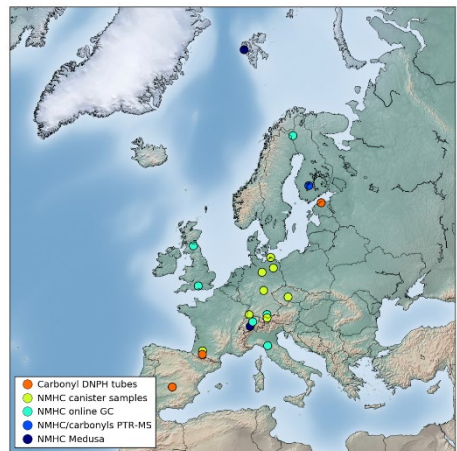 Carbonyl DNPH tubes
NMHC canister samples
NMHC online GC
NMHC/carbonyls PTR-MS
NMHC Medusa